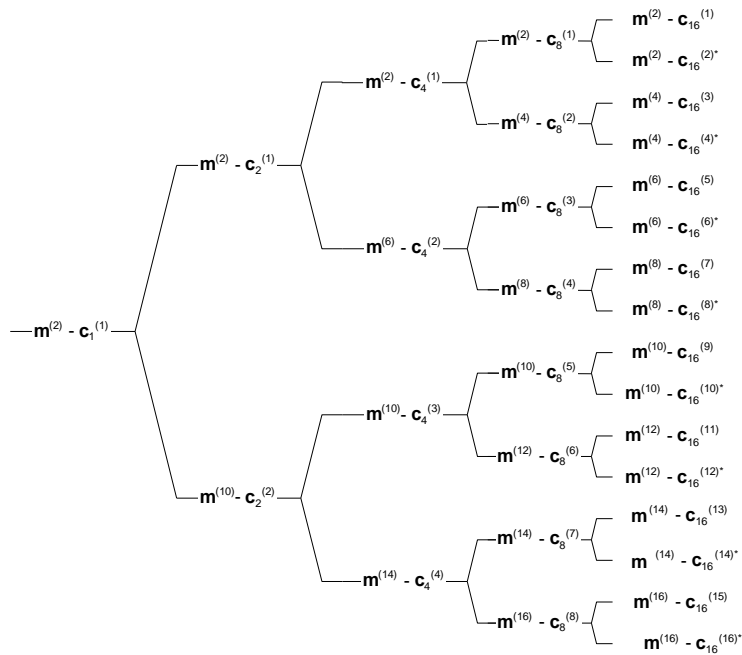 m(2) - c16(1)
m(2) - c8(1)
m(2) - c16(2)*
m(2) - c4(1)
m(4) - c16(3)
m(4) - c8(2)
m(4) - c16(4)*
m(2) - c2(1)
m(6) - c16(5)
m(6) - c8(3)
m(6) - c16(6)*
m(6) - c4(2)
m(8) - c16(7)
m(8) - c8(4)
m(8) - c16(8)*
m(2) - c1(1)
m(10) - c16(9)
m(10) - c8(5)
m(10) - c16(10)*
m(10) - c4(3)
m(12) - c16(11)
m(12) - c8(6)
m(12) - c16(12)*
m(10) - c2(2)
m(14) - c16(13)
m(14) - c8(7)
m (14) - c16(14)*
m(14) - c4(4)
m(16) - c16(15)
m(16) - c8(8)
m(16) - c16(16)*